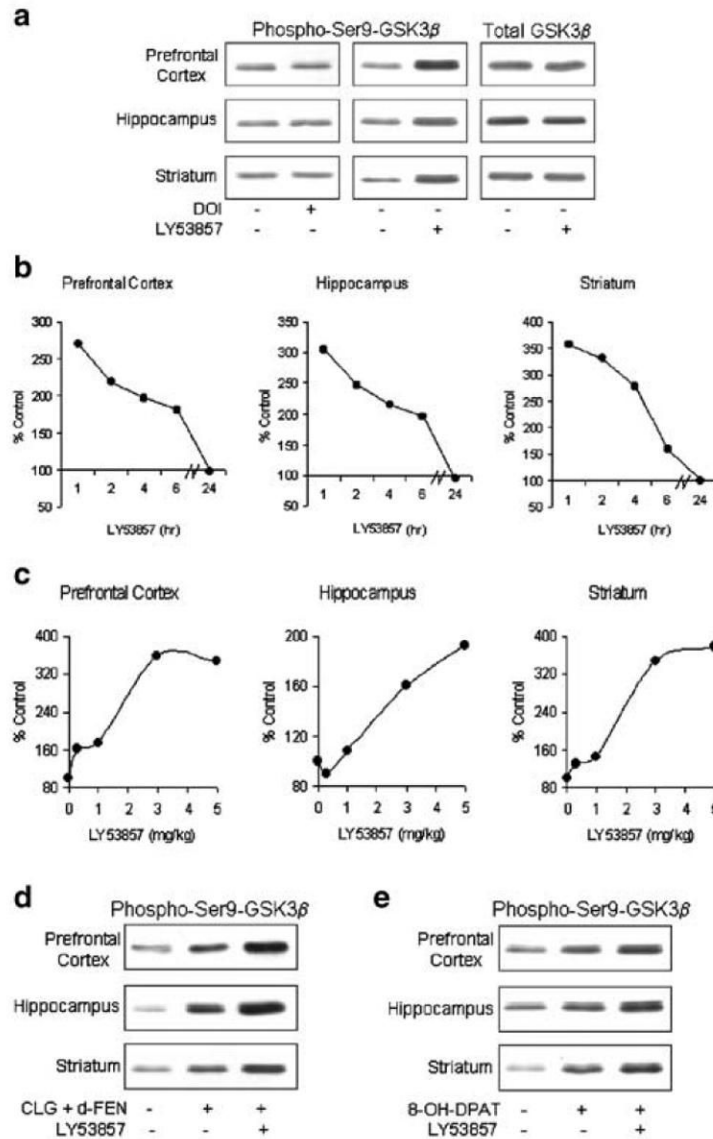 a
Phospho-Ser9-GSK3β Total GSK3β
Prefrontal
Cortex
Hippocampus
Striatum
DOI - +
LY53857 - - - + - +
b
Prefrontal Cortex Hippocampus Striatum
% Control
300
250
200
150
100
50
1 2 4 6 24
LY53857 (hr)
% Control
350
300
250
200
150
100
50
1 2 4 6 24
LY53857 (hr)
% Control
400
350
300
250
200
150
100
50
1 2 4 6 24
LY53857 (hr)
c
Prefrontal Cortex Hippocampus Striatum
% Control
400
320
240
160
80
0 1 2 3 4 5
LY53857 (mg/kg)
% Control
200
160
120
80
0 1 2 3 4 5
LY53857 (mg/kg)
% Control
400
320
240
160
80
0 1 2 3 4 5
LY53857 (mg/kg)
d
Phospho-Ser9-GSK3β
Prefrontal
Cortex
Hippocampus
Striatum
CLG + d-FEN - + +
LY53857 - - +
e
Phospho-Ser9-GSK3β
Prefrontal
Cortex
Hippocampus
Striatum
8-OH-DPAT - + +
LY53857 - - +